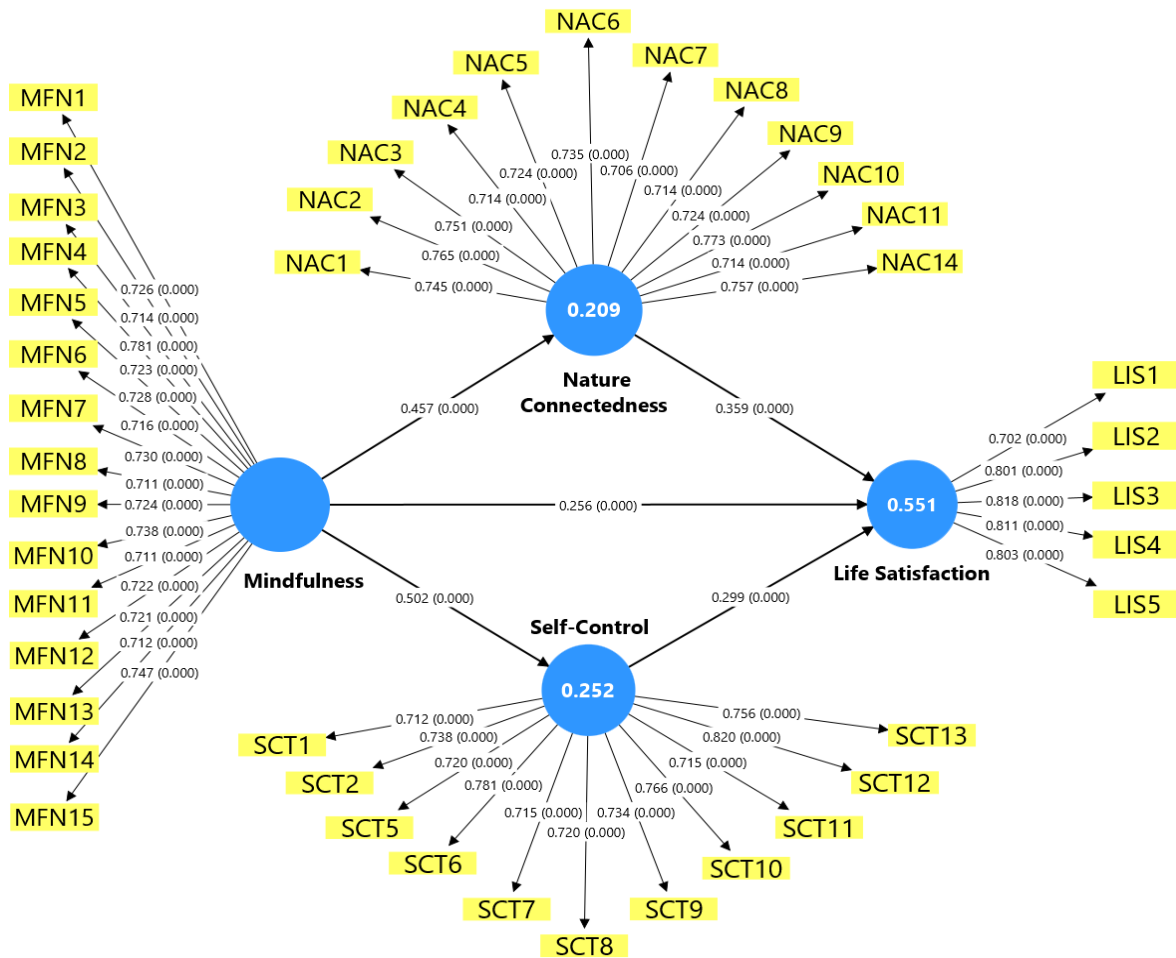 NAC6
NAC5
NAC7
NAC4
NAC8
NAC3
NAC9
NAC2
NAC10
NAC1
NAC11
NAC14
0.735 (0.000)
0.724 (0.000)
0.706 (0.000)
0.714 (0.000)
0.714 (0.000)
0.751 (0.000)
0.724 (0.000)
0.765 (0.000)
0.773 (0.000)
0.745 (0.000)
0.714 (0.000)
0.757 (0.000)
0.209
Nature
Connectedness
MFN1
MFN2
MFN3
MFN4
MFN5
MFN6
MFN7
MFN8
MFN9
MFN10
MFN11
MFN12
MFN13
MFN14
MFN15
0.726 (0.000)
0.714 (0.000)
0.781 (0.000)
0.723 (0.000)
0.728 (0.000)
0.716 (0.000)
0.730 (0.000)
0.711 (0.000)
0.724 (0.000)
0.738 (0.000)
0.711 (0.000)
0.722 (0.000)
0.721 (0.000)
0.712 (0.000)
0.747 (0.000)
Mindfulness
0.457 (0.000)
0.359 (0.000)
0.256 (0.000)
0.502 (0.000)
0.299 (0.000)
0.551
Life Satisfaction
0.702 (0.000)
0.801 (0.000)
0.818 (0.000)
0.811 (0.000)
0.803 (0.000)
LIS1
LIS2
LIS3
LIS4
LIS5
Self-Control
0.252
0.712 (0.000)
0.738 (0.000)
0.720 (0.000)
0.781 (0.000)
0.715 (0.000)
0.720 (0.000)
0.734 (0.000)
0.766 (0.000)
0.715 (0.000)
0.820 (0.000)
0.756 (0.000)
SCT1
SCT2
SCT5
SCT6
SCT7
SCT8
SCT9
SCT10
SCT11
SCT12
SCT13